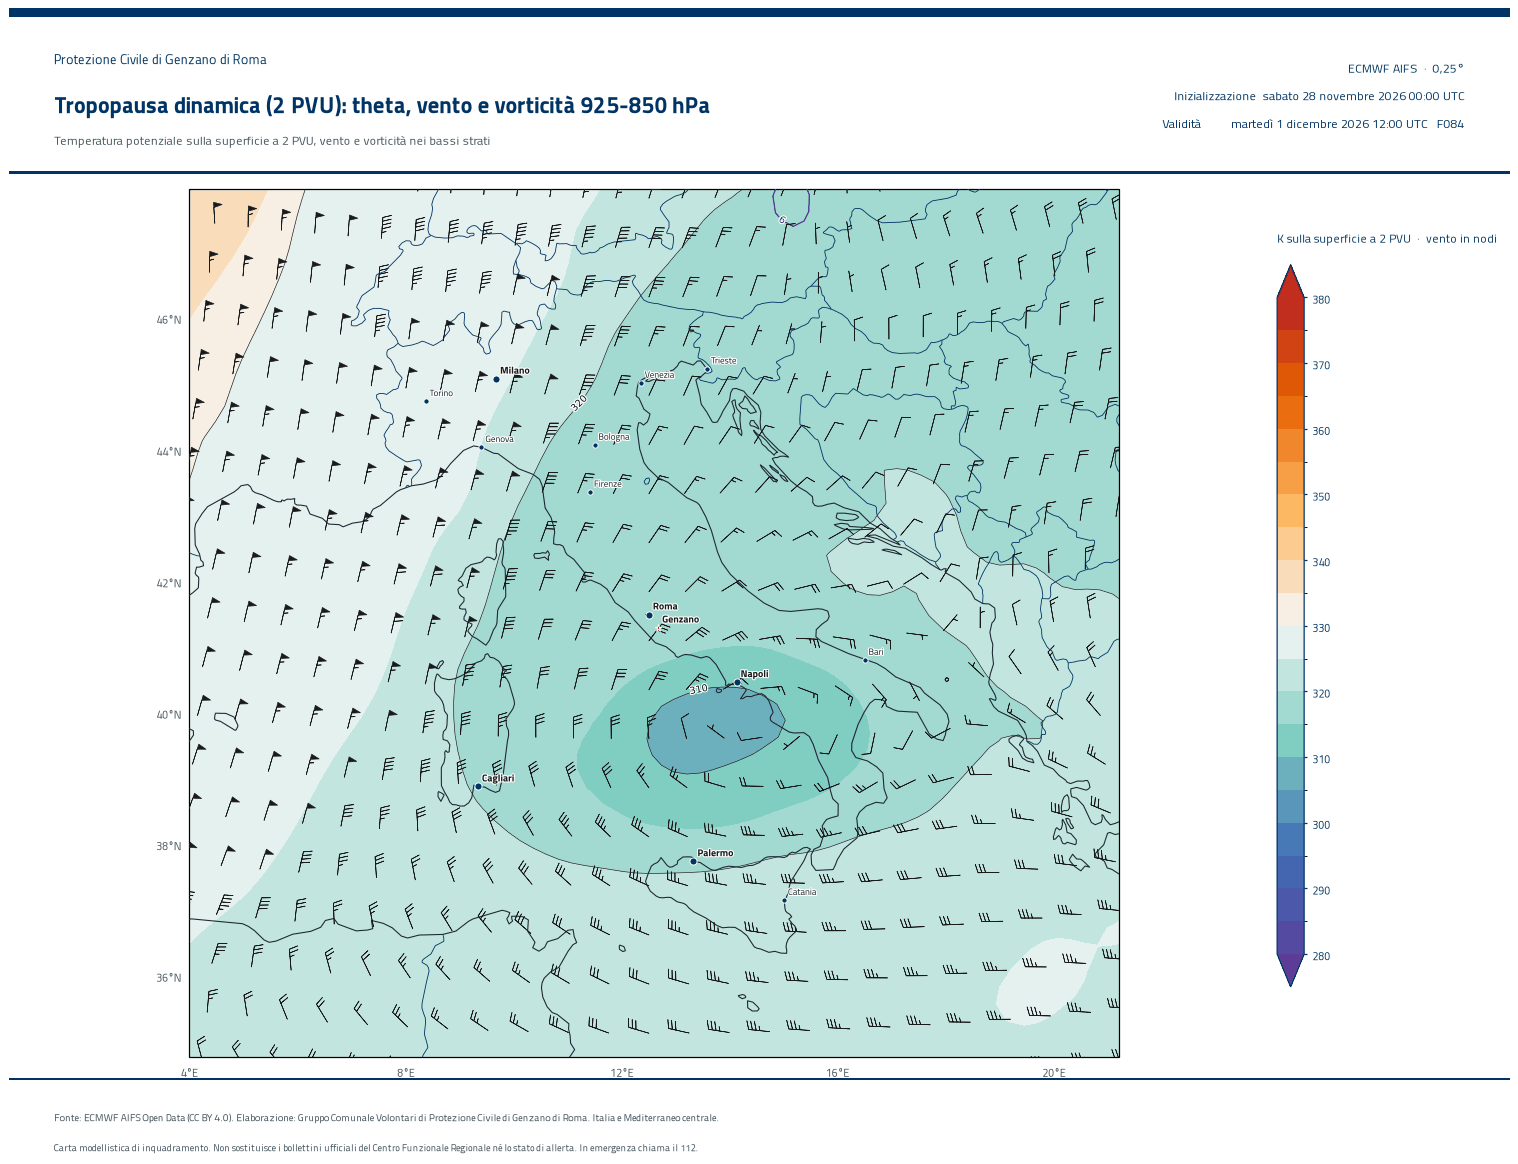 Protezione Civile di Genzano di Roma
Tropopausa dinamica (2 PVU): theta, vento e vorticità 925-850 hPa
Temperatura potenziale sulla superficie a 2 PVU, vento e vorticità nei bassi strati
ECMWF AIFS · 0,25°
Inizializzazione sabato 28 novembre 2026 00:00 UTC
Validità martedì 1 dicembre 2026 12:00 UTC F084
K sulla superficie a 2 PVU · vento in nodi
380
370
360
350
340
330
320
310
300
290
280
46°N
44°N
42°N
40°N
38°N
36°N
4°E
8°E
12°E
16°E
20°E
6
Trieste
Milano
Venezia
Torino
320
Genova
Bologna
Firenze
Roma
Genzano
Bari
Napoli
310
Cagliari
Palermo
Catania
Fonte: ECMWF AIFS Open Data (CC BY 4.0). Elaborazione: Gruppo Comunale Volontari di Protezione Civile di Genzano di Roma. Italia e Mediterraneo centrale.
Carta modellistica di inquadramento. Non sostituisce i bollettini ufficiali del Centro Funzionale Regionale né lo stato di allerta. In emergenza chiama il 112.